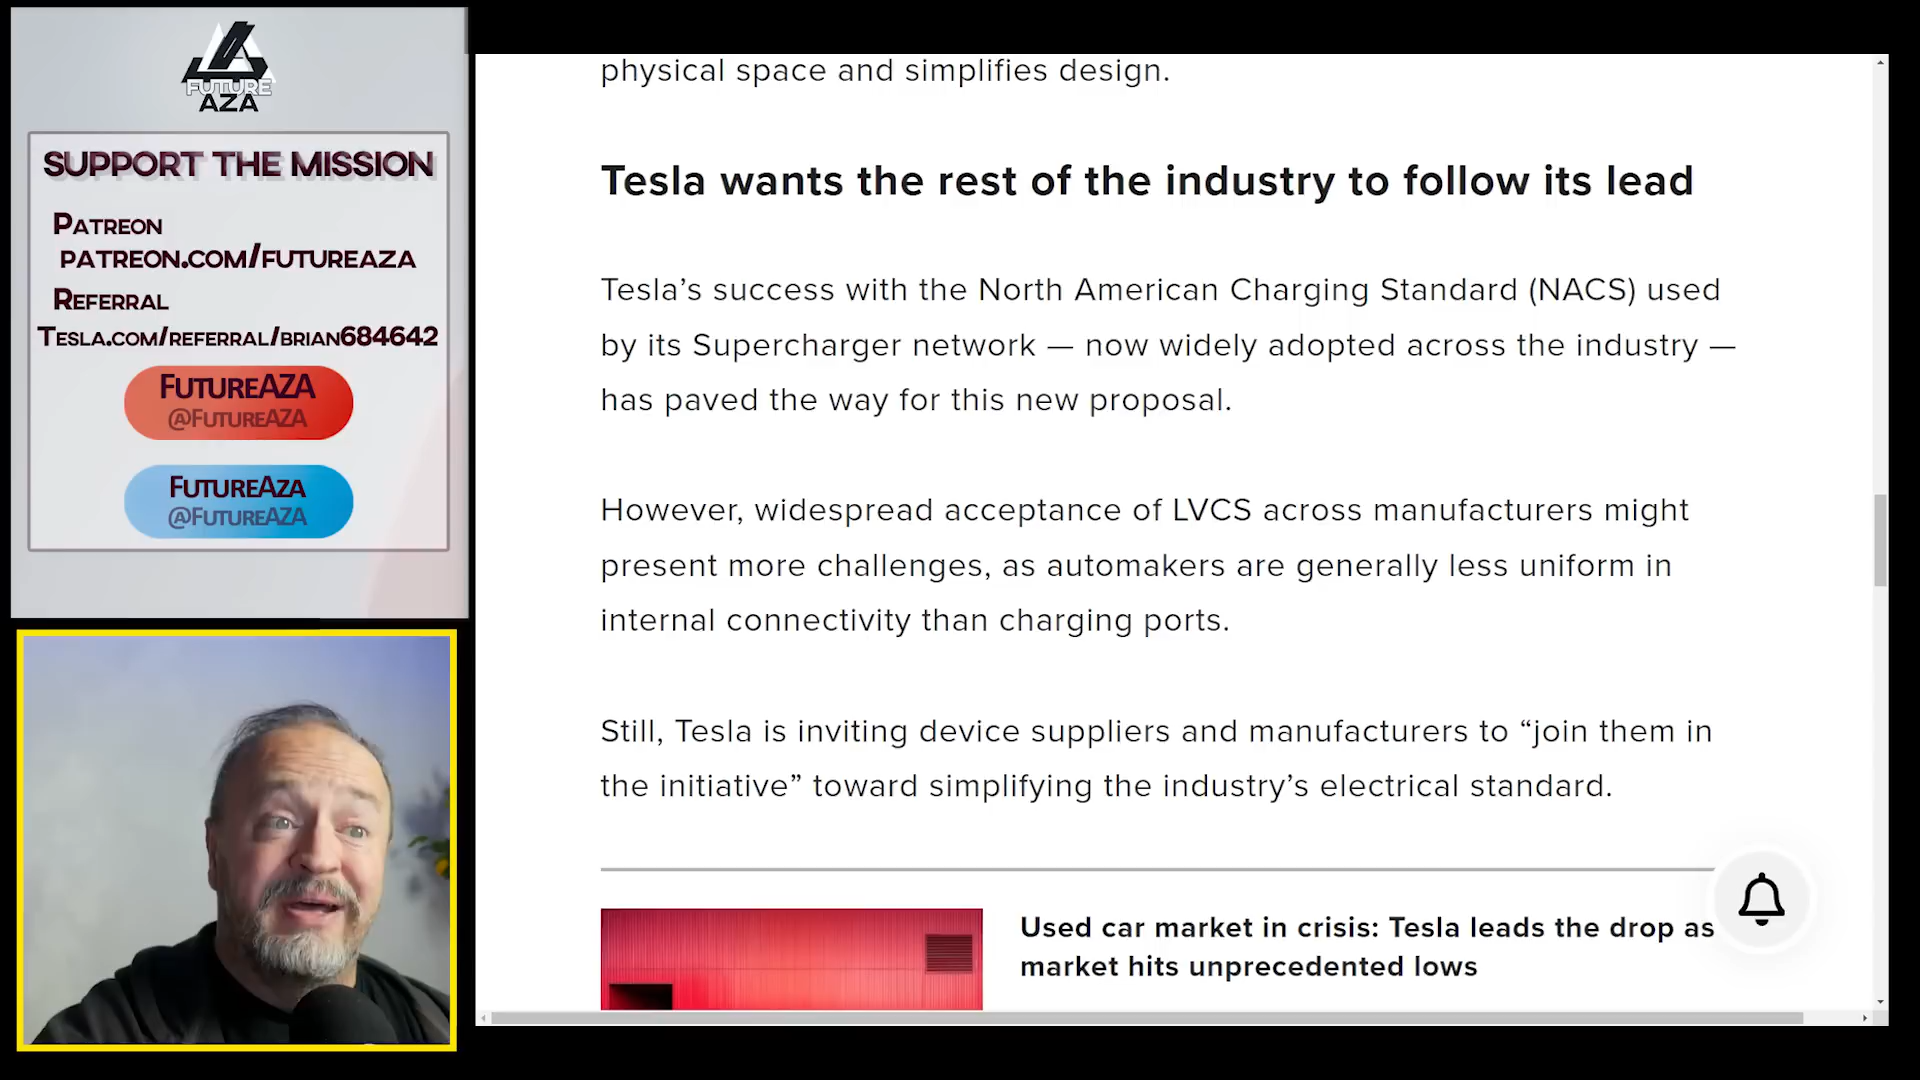 FUTURE
AZA
SUPPORT THE MISSION
PATREON
PATREON.COM/FUTUREAZA
REFERRAL
TESLA.COM/REFERRAL/BRIAN684642
FUTUREAZA
@FUTUREAZA
FUTUREAZA
@FUTUREAZA
physical space and simplifies design.
Tesla wants the rest of the industry to follow its lead
Tesla’s success with the North American Charging Standard (NACS) used
by its Supercharger network — now widely adopted across the industry —
has paved the way for this new proposal.
However, widespread acceptance of LVCS across manufacturers might
present more challenges, as automakers are generally less uniform in
internal connectivity than charging ports.
Still, Tesla is inviting device suppliers and manufacturers to “join them in
the initiative” toward simplifying the industry’s electrical standard.
Used car market in crisis: Tesla leads the drop as
market hits unprecedented lows